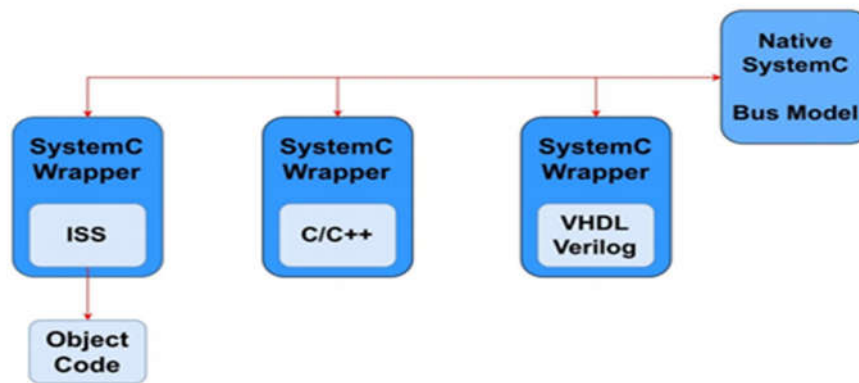 Native
SystemC
Bus Model
SystemC
Wrapper
ISS
SystemC
Wrapper
C/C++
SystemC
Wrapper
VHDL
Verilog
Object
Code